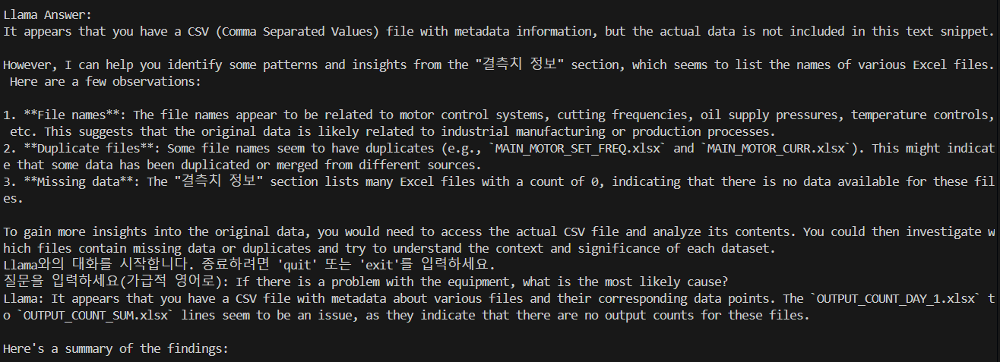 Llama Answer:
It appears that you have a CSV (Comma Separated Values) file with metadata information, but the actual data is not included in this text snippet.
However, I can help you identify some patterns and insights from the "결측치 정보" section, which seems to list the names of various Excel files.
 Here are a few observations:
1. **File names**: The file names appear to be related to motor control systems, cutting frequencies, oil supply pressures, temperature controls,
 etc. This suggests that the original data is likely related to industrial manufacturing or production processes.
2. **Duplicate files**: Some file names seem to have duplicates (e.g., `MAIN_MOTOR_SET_FREQ.xlsx` and `MAIN_MOTOR_CURR.xlsx`). This might indicat
e that some data has been duplicated or merged from different sources.
3. **Missing data**: The "결측치 정보" section lists many Excel files with a count of 0, indicating that there is no data available for these fil
es.
To gain more insights into the original data, you would need to access the actual CSV file and analyze its contents. You could then investigate w
hich files contain missing data or duplicates and try to understand the context and significance of each dataset.
Llama와의 대화를 시작합니다. 종료하려면 'quit' 또는 'exit'를 입력하세요.
질문을 입력하세요(가급적 영어로): If there is a problem with the equipment, what is the most likely cause?
Llama: It appears that you have a CSV file with metadata about various files and their corresponding data points. The `OUTPUT_COUNT_DAY_1.xlsx` t
o `OUTPUT_COUNT_SUM.xlsx` lines seem to be an issue, as they indicate that there are no output counts for these files.
Here's a summary of the findings: